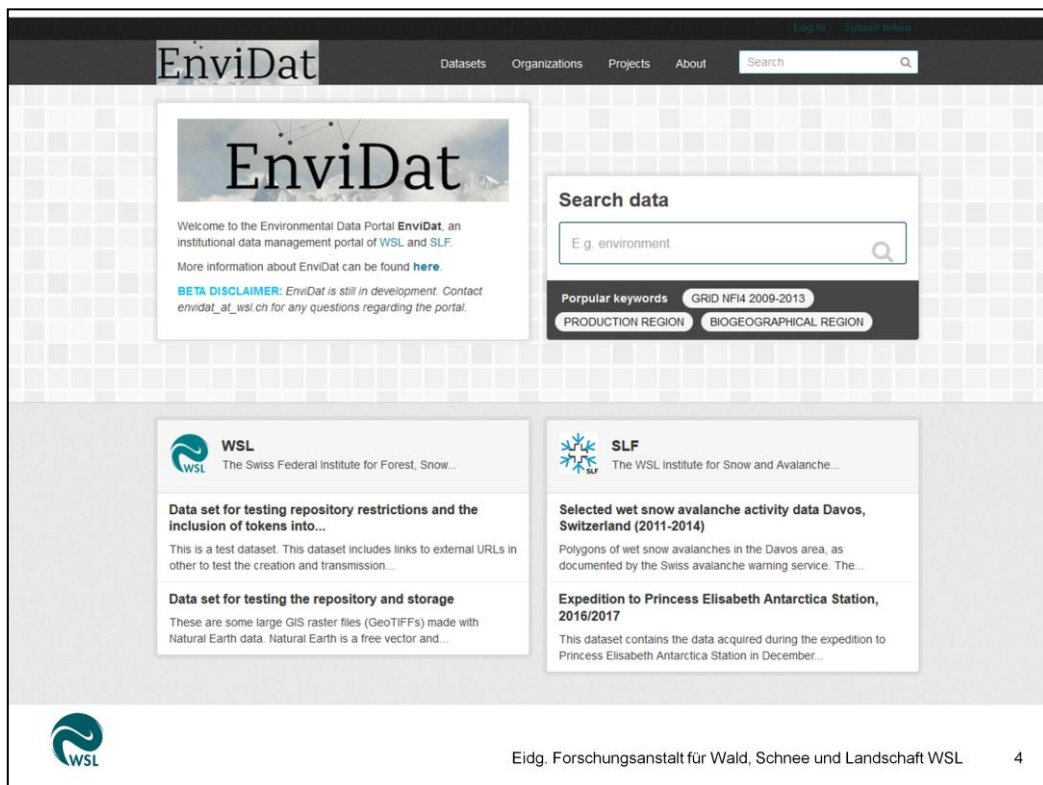 Log in Submit token
EnviDat Datasets Organizations Projects About Search
EnviDat
Welcome to the Environmental Data Portal EnviDat, an
institutional data management portal of WSL and SLF.
More information about EnviDat can be found here.
BETA DISCLAIMER: EnviDat is still in development. Contact
envidat_at_wsl.ch for any questions regarding the portal.
Search data
E.g. environment
Porpular keywords GRID NFI4 2009-2013
PRODUCTION REGION BIOGEOGRAPHICAL REGION
WSL
WSL
The Swiss Federal Institute for Forest, Snow...
Data set for testing repository restrictions and the
inclusion of tokens into...
This is a test dataset. This dataset includes links to external URLs in
other to test the creation and transmission...
Data set for testing the repository and storage
These are some large GIS raster files (GeoTIFFs) made with
Natural Earth data. Natural Earth is a free vector and...
SLF
SLF
The WSL Institute for Snow and Avalanche...
Selected wet snow avalanche activity data Davos,
Switzerland (2011-2014)
Polygons of wet snow avalanches in the Davos area, as
documented by the Swiss avalanche warning service. The...
Expedition to Princess Elisabeth Antarctica Station,
2016/2017
This dataset contains the data acquired during the expedition to
Princess Elisabeth Antarctica Station in December...
WSL
Eidg. Forschungsanstalt für Wald, Schnee und Landschaft WSL 4